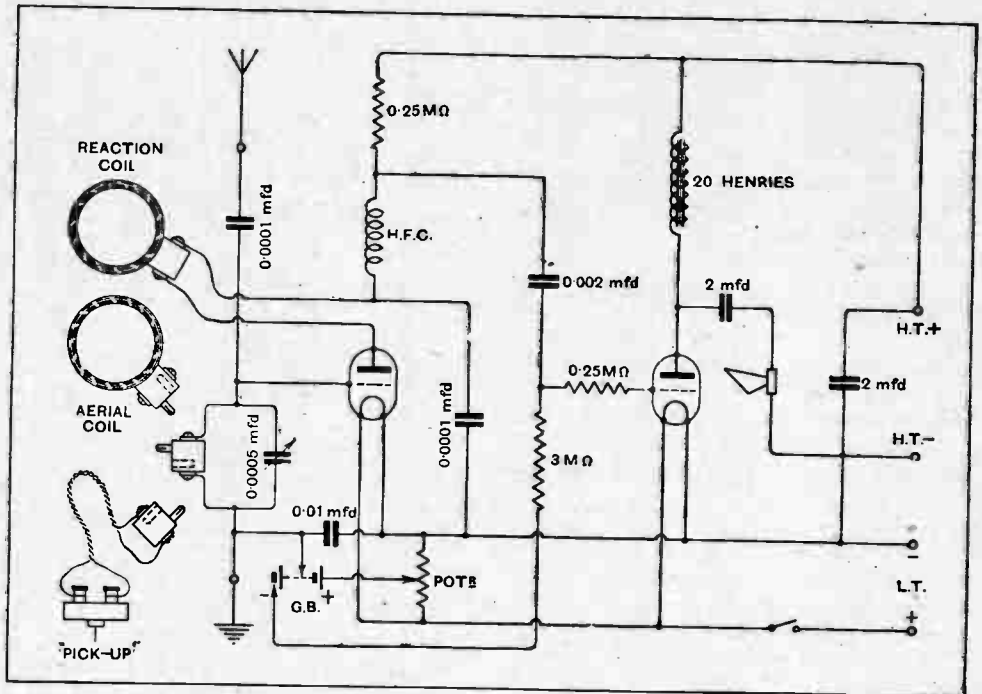 REACTION
COIL
AERIAL
COIL
"PICK-UP"
0.0001 mfd
0.0005 mfd
0.01 mfd
- G.B. +
0·25MΩ
H.F.C.
0.0001 mfd
POTR
0.002 mfd
0·25MΩ
3 MΩ
20 HENRIES
2 mfd
2 mfd
H.T.+
H.T.-
-
L.T.
+